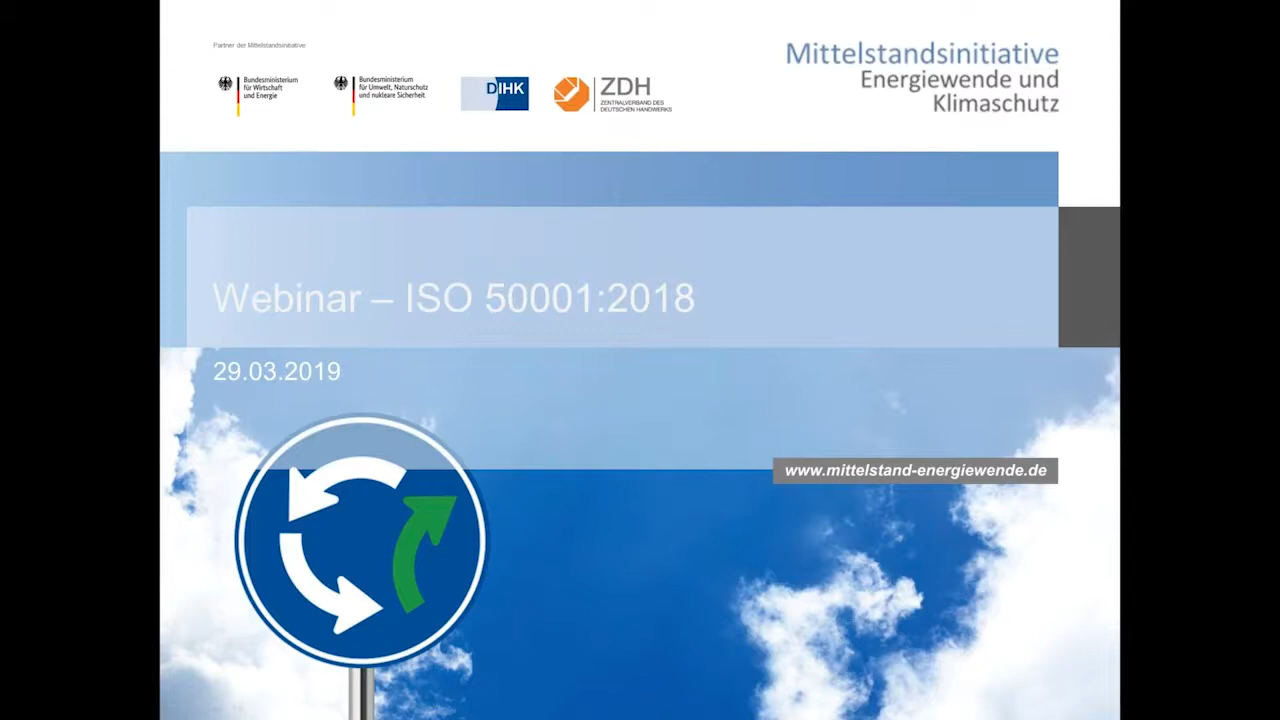 Partner der Mittelstandsinitiative
Bundesministerium
für Wirtschaft
und Energie
Bundesministerium
für Umwelt, Naturschutz
und nukleare Sicherheit
DIHK
ZDH
ZENTRALVERBAND DES
DEUTSCHEN HANDWERKS
Mittelstandsinitiative
Energiewende und
Klimaschutz
Webinar – ISO 50001:2018
29.03.2019
www.mittelstand-energiewende.de